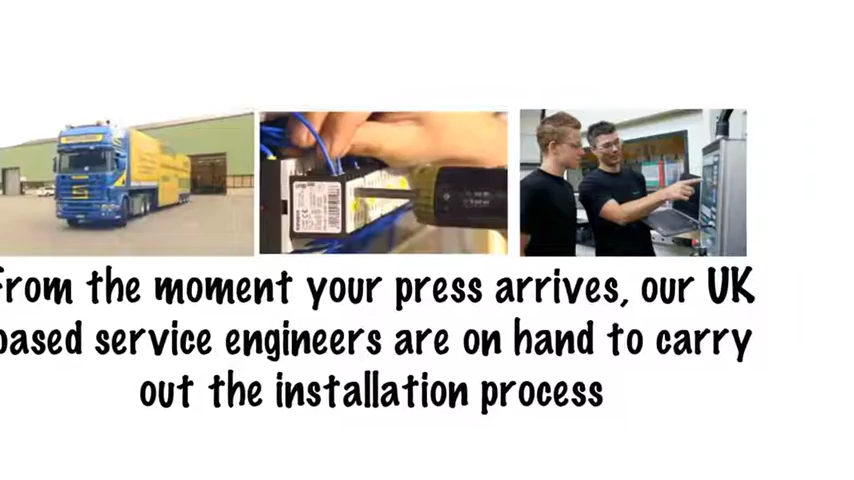 From the moment your press arrives, our UK
based service engineers are on hand to carry
out the installation process